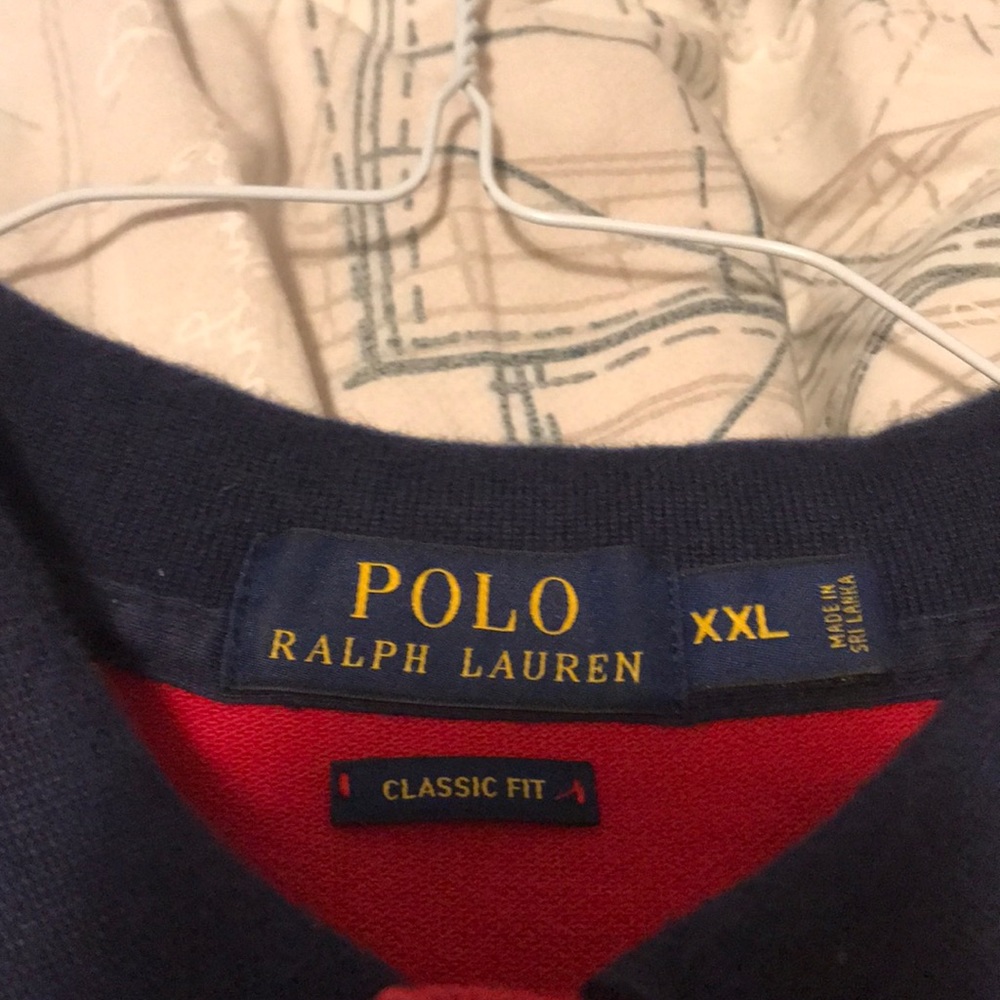 POLO
RALPH LAUREN
XXL
MADE IN
SRI LANKA
CLASSIC FIT